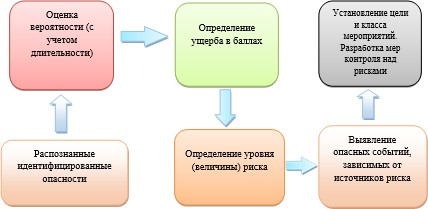 Оценка
вероятности (с
учетом
длительности)
Определение
ущерба в баллах
Установление цели
и класса
мероприятий.
Разработка мер
контроля над
рисками
Распознанные
идентифицированные
опасности
Определение уровня
(величины) риска
Выявление
опасных событий,
зависимых от
источников риска